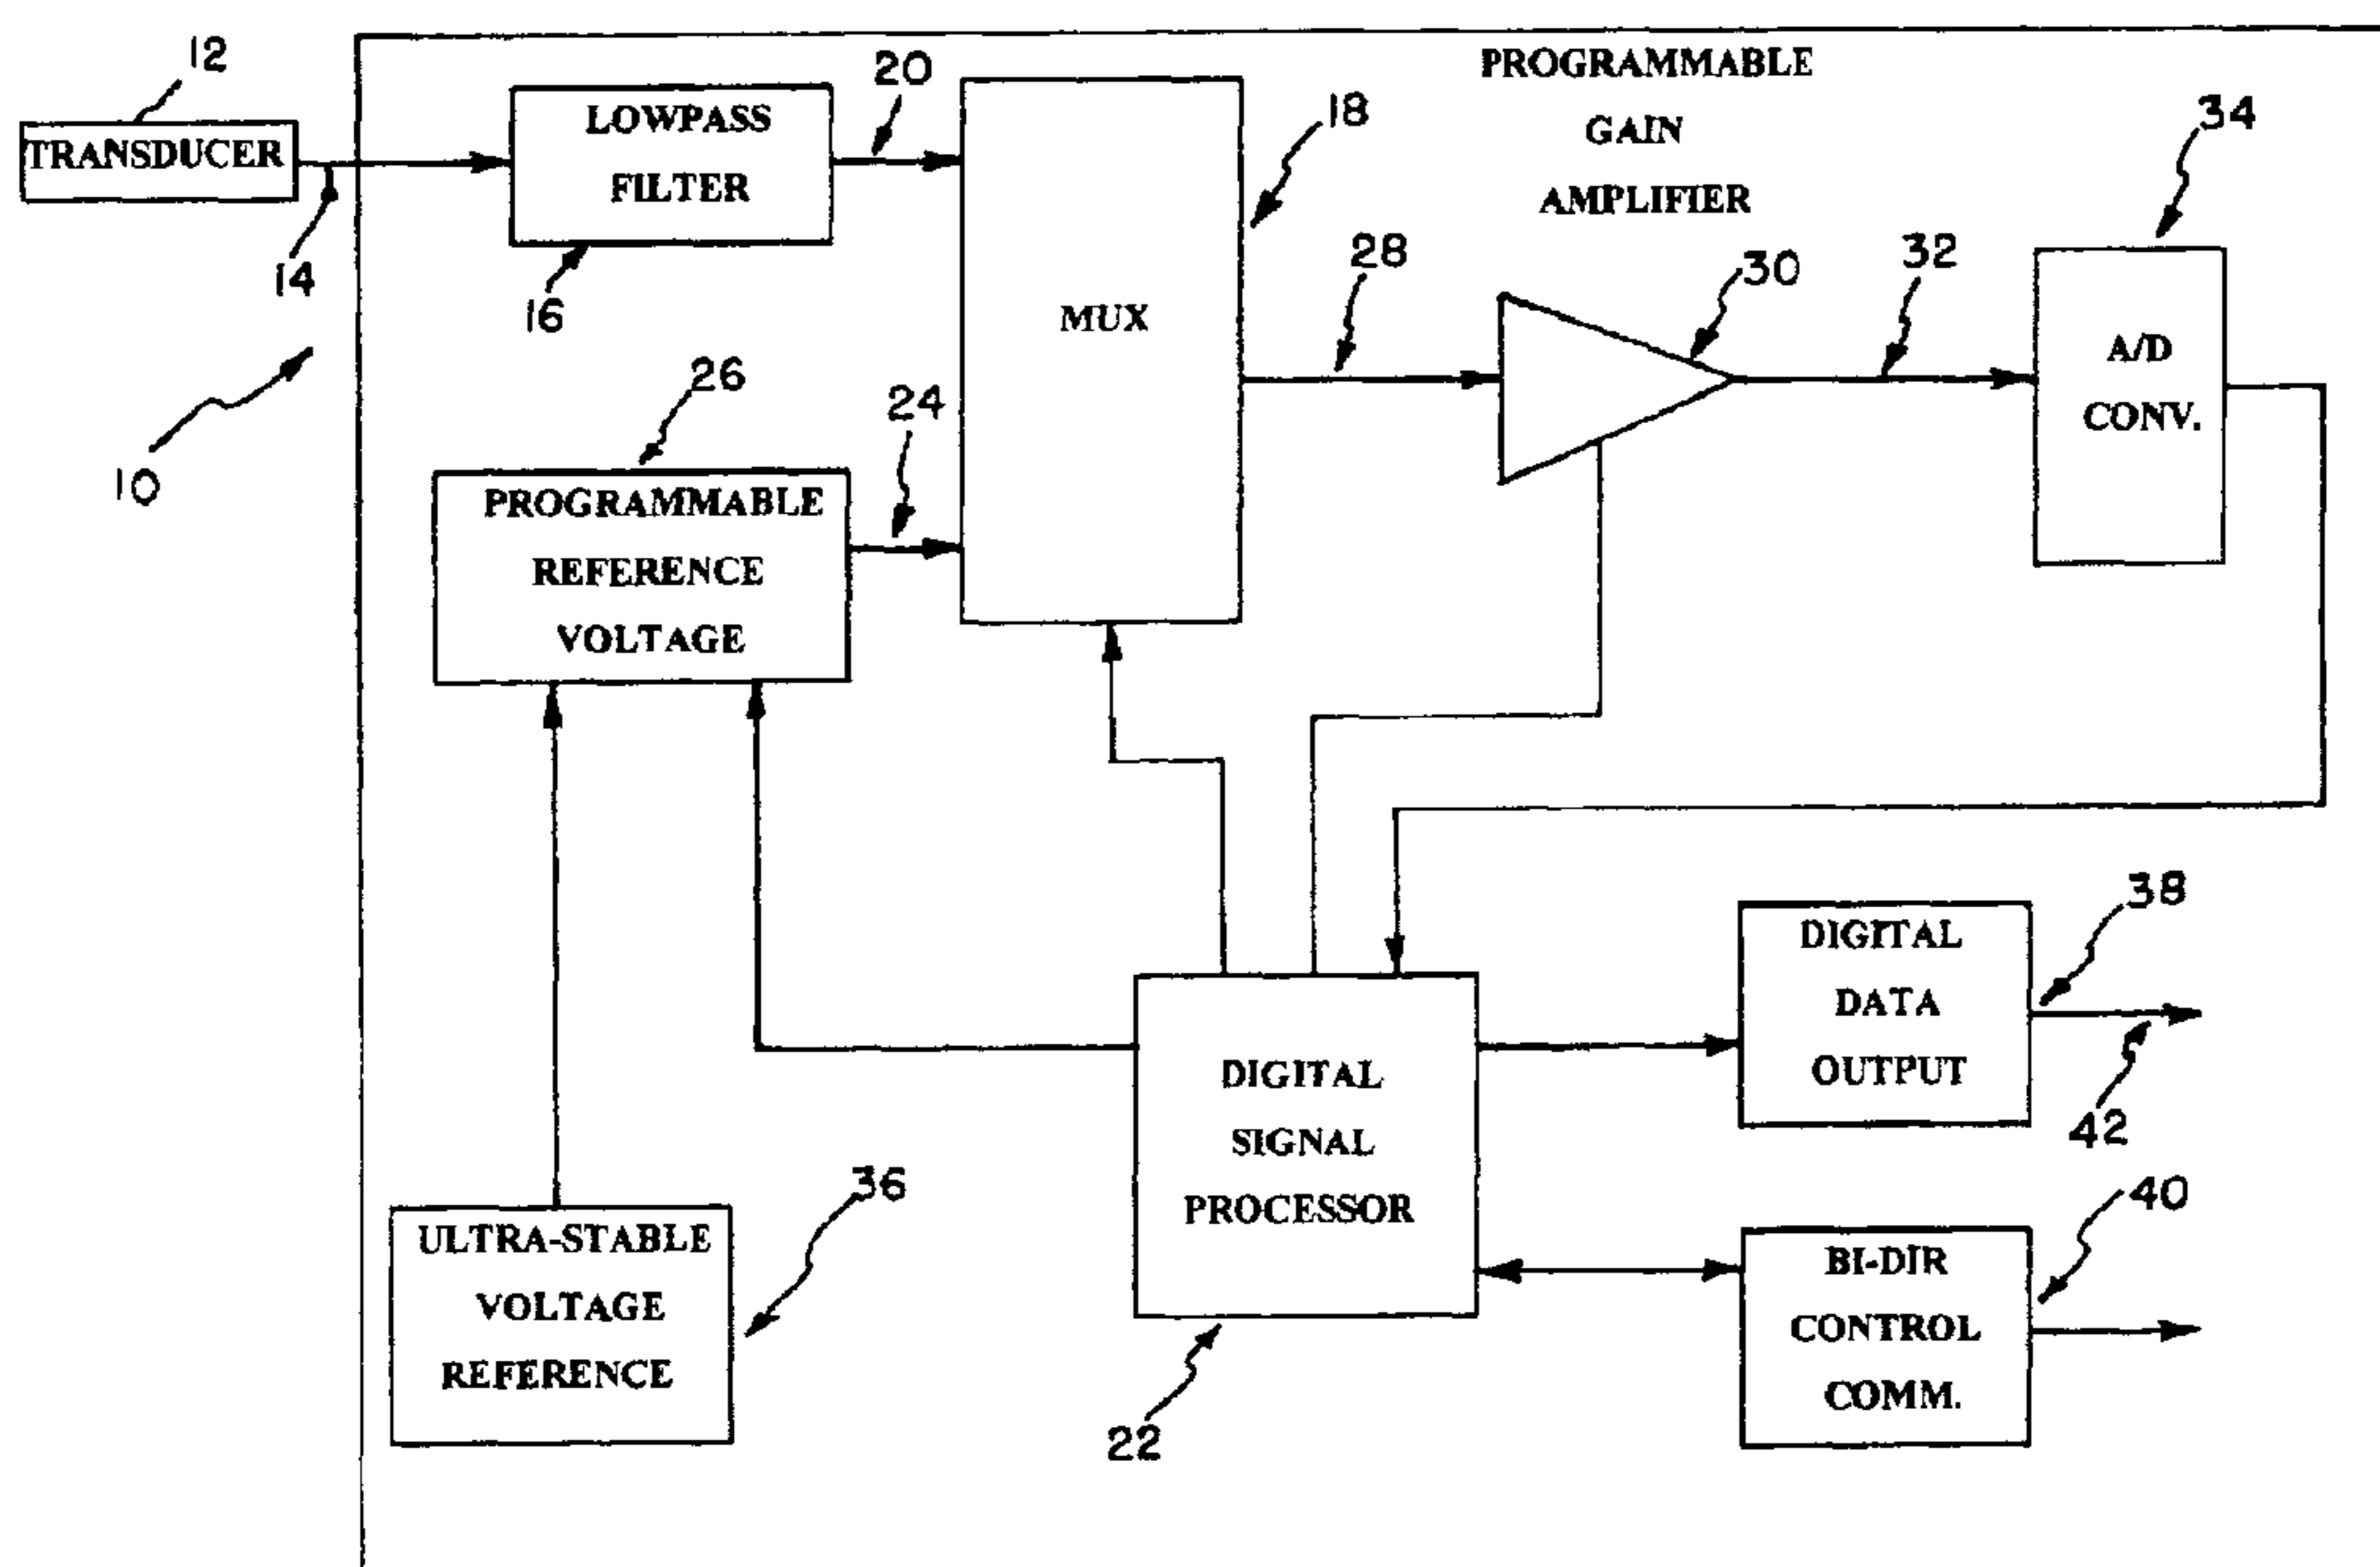 12
TRANSDUCER
14
10
LOWPASS
FILTER
16
20
MUX
18
PROGRAMMABLE
GAIN
AMPLIFIER
28
30
32
34
A/D
CONV.
26
24
PROGRAMMABLE
REFERENCE
VOLTAGE
ULTRA-STABLE
VOLTAGE
REFERENCE
36
DIGITAL
SIGNAL
PROCESSOR
22
DIGITAL
DATA
OUTPUT
38
42
BI-DIR
CONTROL
COMM.
40